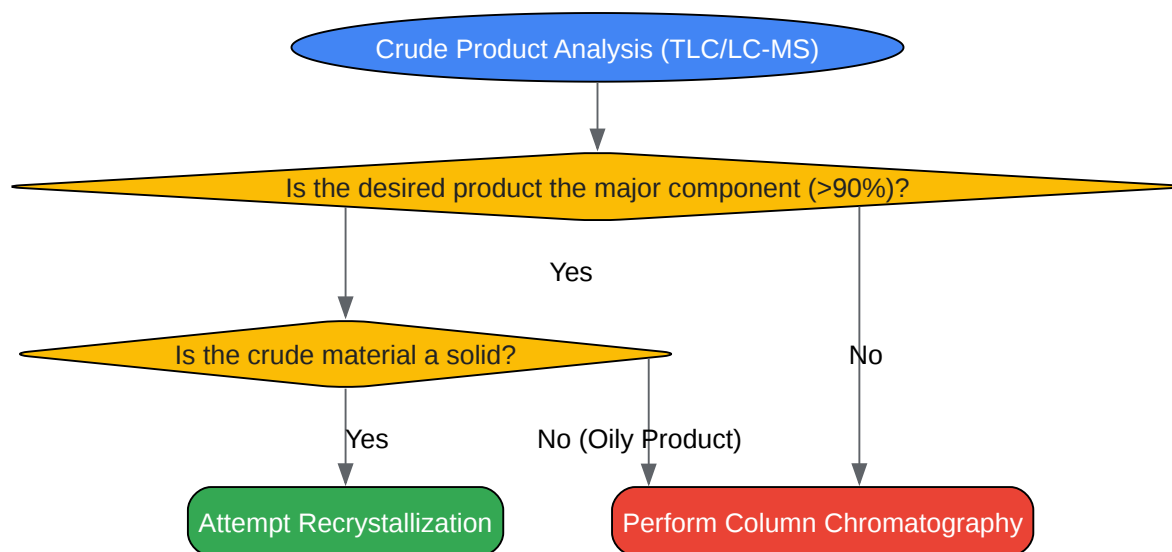 Crude Product Analysis (TLC/LC-MS)
Is the desired product the major component (>90%)?
Yes
Is the crude material a solid?
No
Yes
No (Oily Product)
Attempt Recrystallization
Perform Column Chromatography